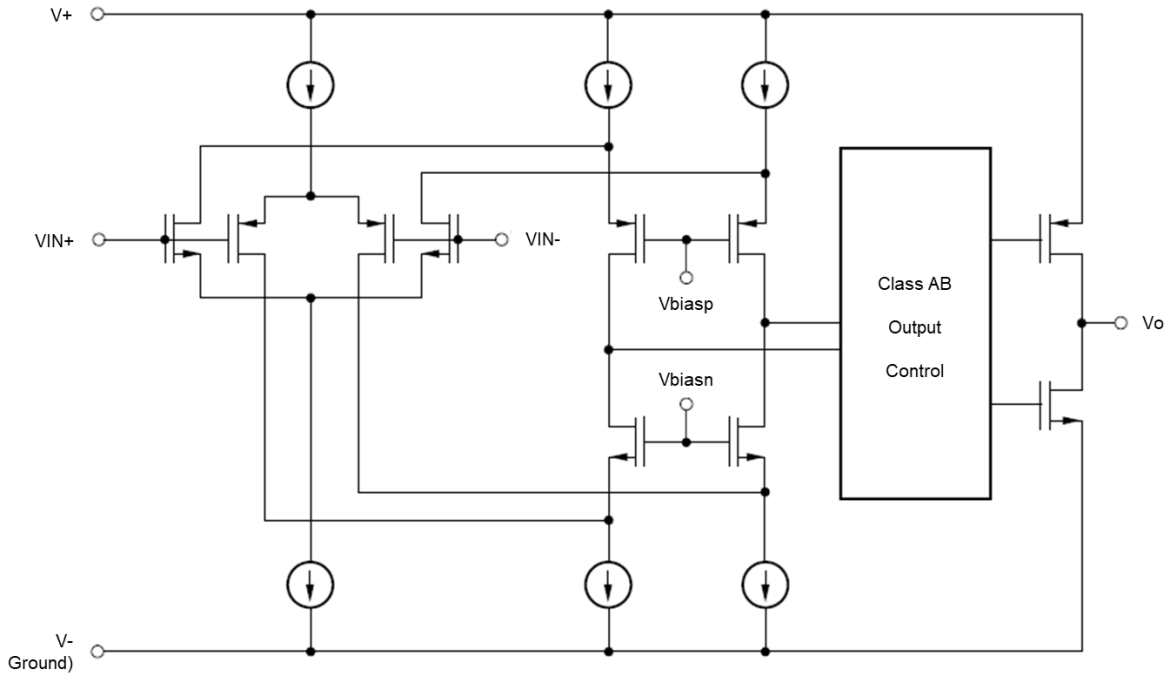 V+
VIN+
VIN-
Vbiasp
Vbiasn
Class AB
Output
Control
Vo
V-
Ground)